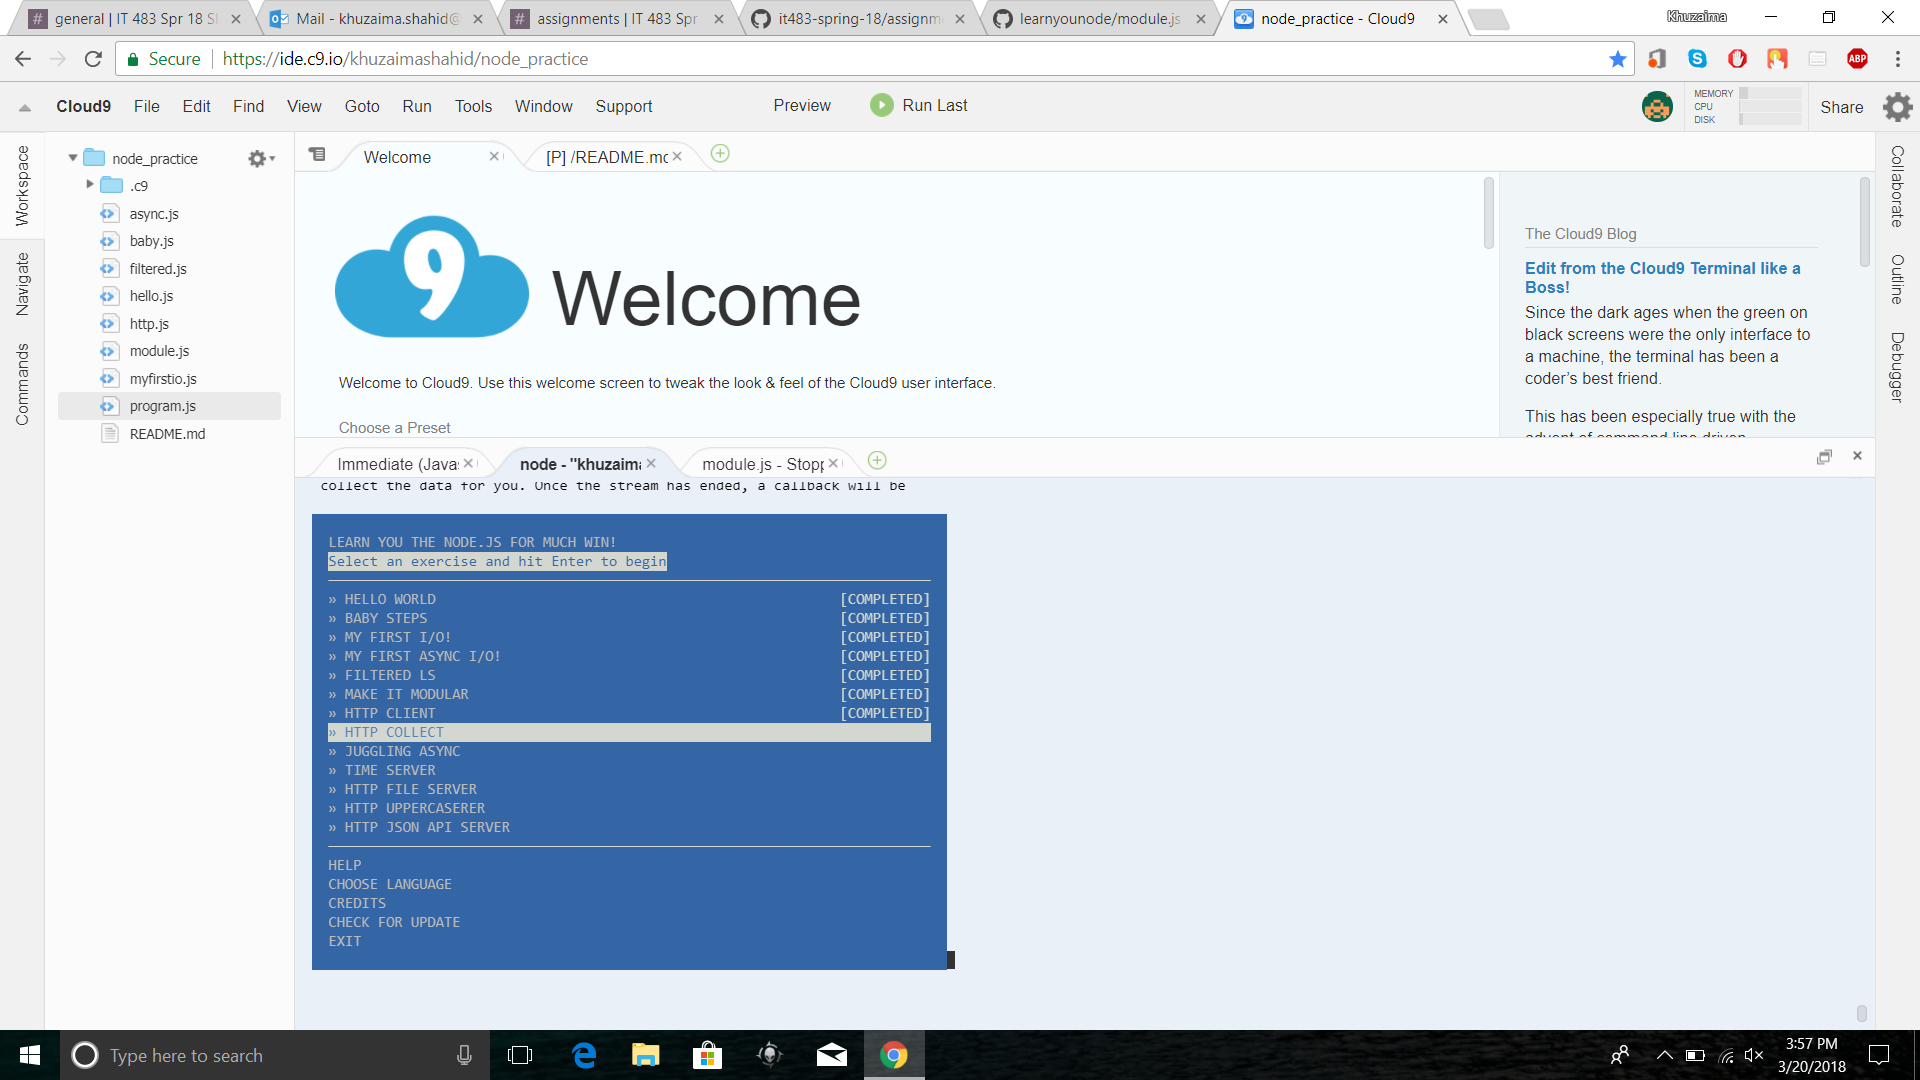 general | IT 483 Spr 18 Sl
Mail - khuzaima.shahid@
assignments | IT 483 Spr
it483-spring-18/assignm
learnyounode/module.js
node_practice - Cloud9
Khuzaima
Secure
https://ide.c9.io/khuzaimashahid/node_practice
ABP
Cloud9 File Edit Find View Goto Run Tools Window Support Preview Run Last
MEMORY
CPU
DISK
Share
Workspace
Navigate
Commands
node_practice
.c9
async.js
baby.js
filtered.js
hello.js
http.js
module.js
myfirstio.js
program.js
README.md
Welcome
[P] /README.md
9
Welcome
Welcome to Cloud9. Use this welcome screen to tweak the look & feel of the Cloud9 user interface.
Choose a Preset
The Cloud9 Blog
Edit from the Cloud9 Terminal like a
Boss!
Since the dark ages when the green on
black screens were the only interface to
a machine, the terminal has been a
coder's best friend.
This has been especially true with the
advent of command line driven
Collaborate
Outline
Debugger
Immediate (Javas
node - "khuzaima
module.js - Stopp
collect the data for you. Once the stream has ended, a callback will be
LEARN YOU THE NODE.JS FOR MUCH WIN!
Select an exercise and hit Enter to begin
» HELLO WORLD [COMPLETED]
» BABY STEPS [COMPLETED]
» MY FIRST I/O! [COMPLETED]
» MY FIRST ASYNC I/O! [COMPLETED]
» FILTERED LS [COMPLETED]
» MAKE IT MODULAR [COMPLETED]
» HTTP CLIENT [COMPLETED]
» HTTP COLLECT
» JUGGLING ASYNC
» TIME SERVER
» HTTP FILE SERVER
» HTTP UPPERCASERER
» HTTP JSON API SERVER
HELP
CHOOSE LANGUAGE
CREDITS
CHECK FOR UPDATE
EXIT
Type here to search
3:57 PM
3/20/2018